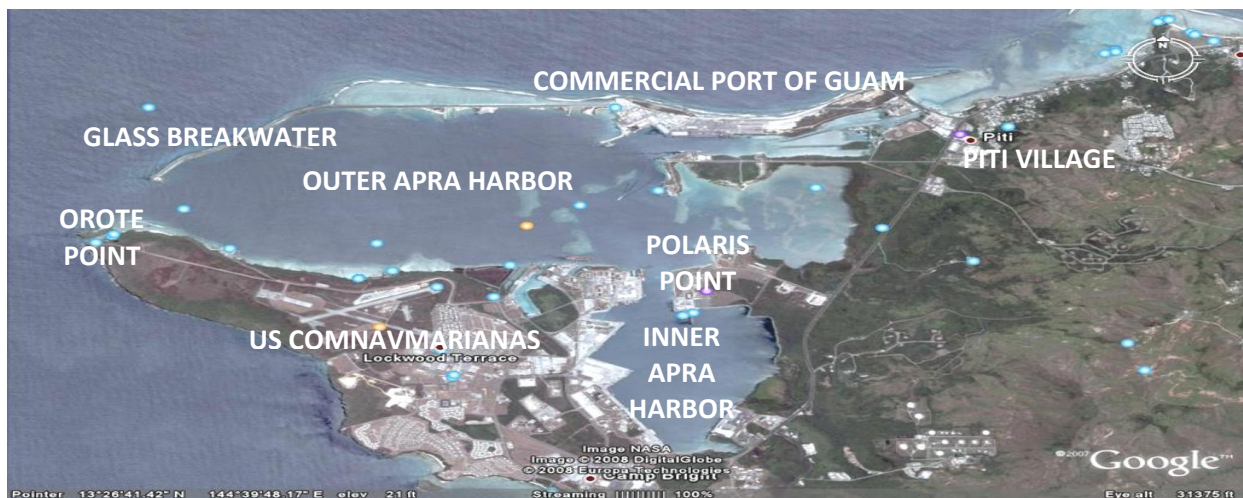 N
COMMERCIAL PORT OF GUAM
GLASS BREAKWATER
Piti
PITI VILLAGE
OUTER APRA HARBOR
OROTE
POINT
POLARIS
POINT
US COMNAVMARIANAS
Lockwood Terrace
INNER
APRA
HARBOR
Image NASA
Image © 2008 DigitalGlobe
© 2008 Europa Technologies
Camp Bright
©2007 Google™
Pointer 13°26'41.42" N 144°39'48.17" E elev 21 ft
Streaming |||||||||| 100%
Eye alt 31375 ft